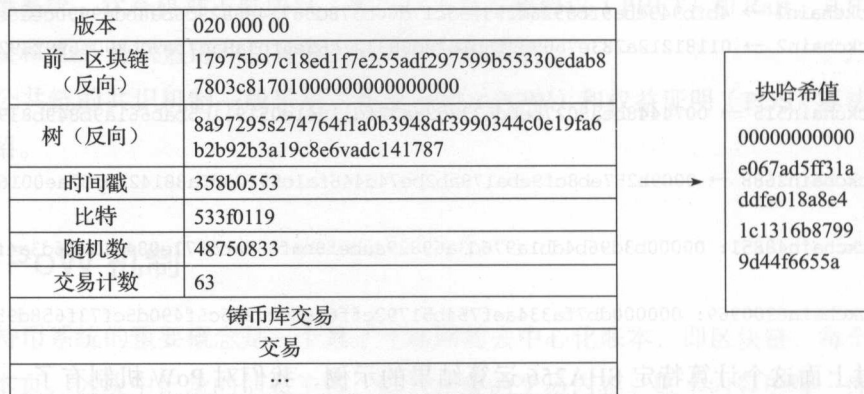 版本 020 000 00
前一区块链 17975b97c18ed1f7e255adf297599b55330edab8
（反向） 7803c8170100000000000000
树（反向） 8a97295s274764f1a0b3948df3990344c0e19fa6
b2b92b3a19c8e6vadc141787
时间戳 358b0553
比特 533f0119
随机数 48750833
交易计数 63
铸币库交易
交易
…
块哈希值
00000000000
e067ad5ff31a
ddfe018a8e4
1c1316b8799
9d44f6655a